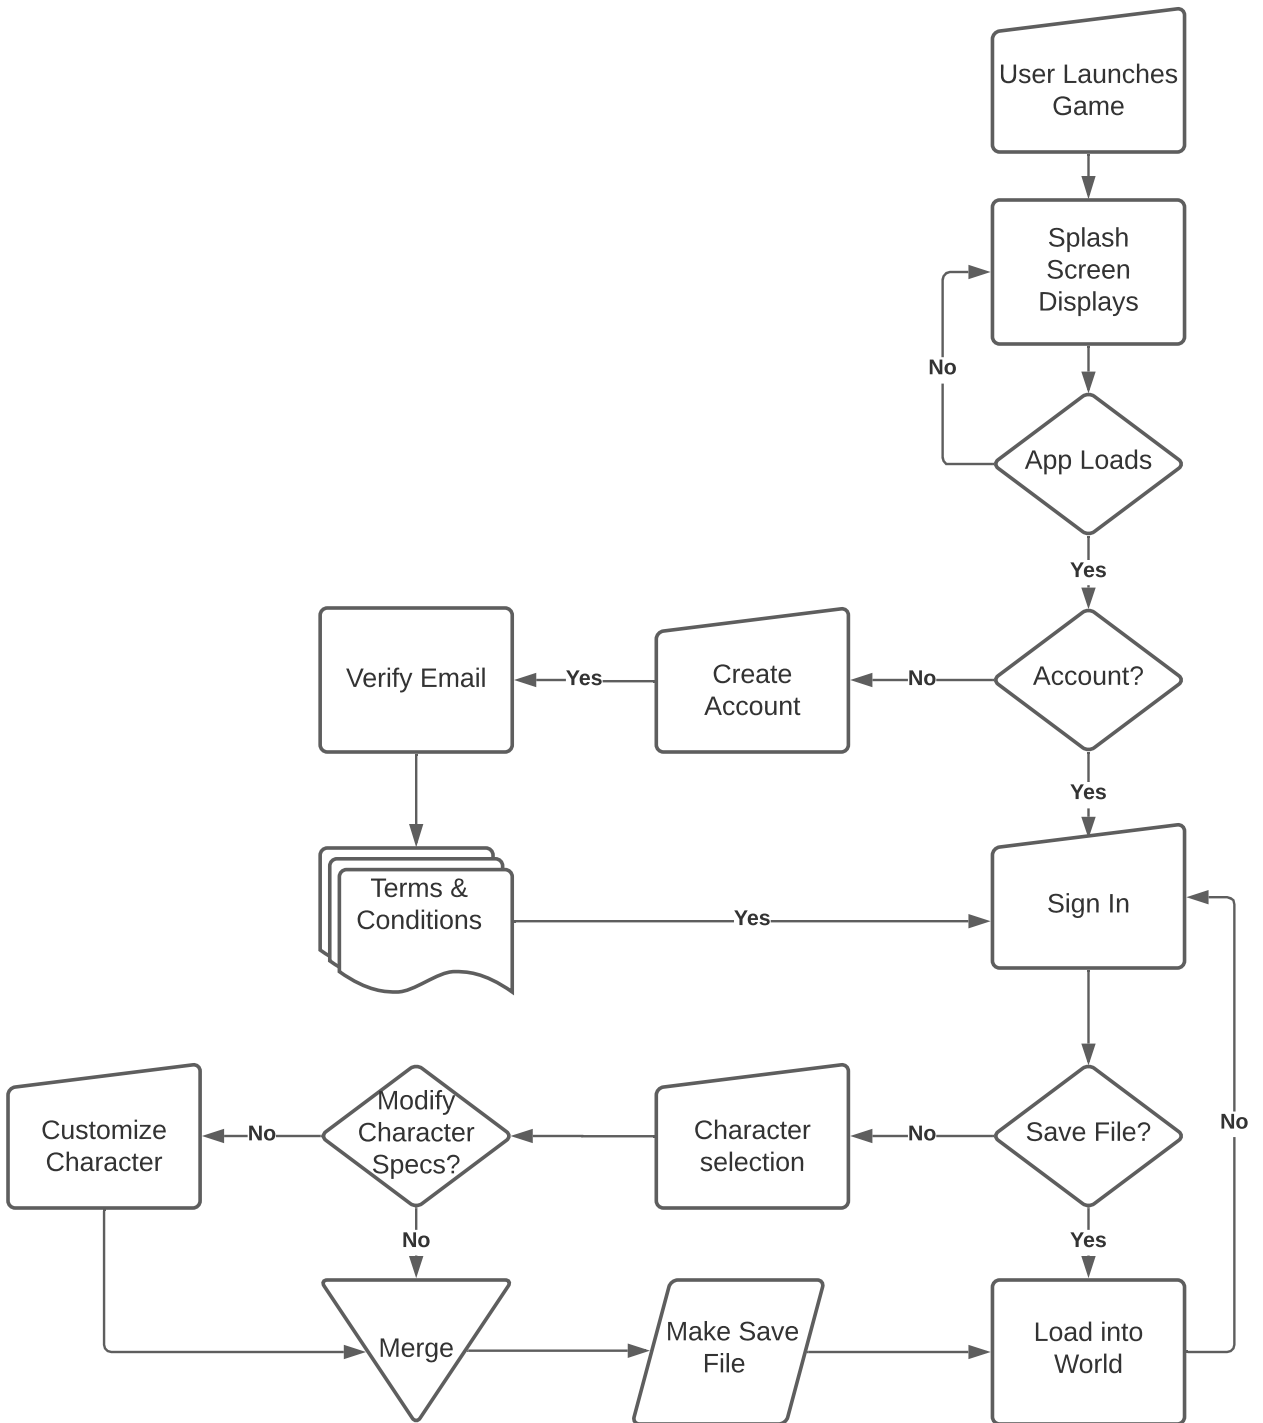 User Launches
Game
Splash
Screen
Displays
No
App Loads
Yes
Verify Email
Yes
Create
Account
No
Account?
Yes
Terms &
Conditions
Yes
Sign In
Customize
Character
No
Modify
Character
Specs?
Character
selection
No
Save File?
No
No
Yes
Merge
Make Save
File
Load into
World